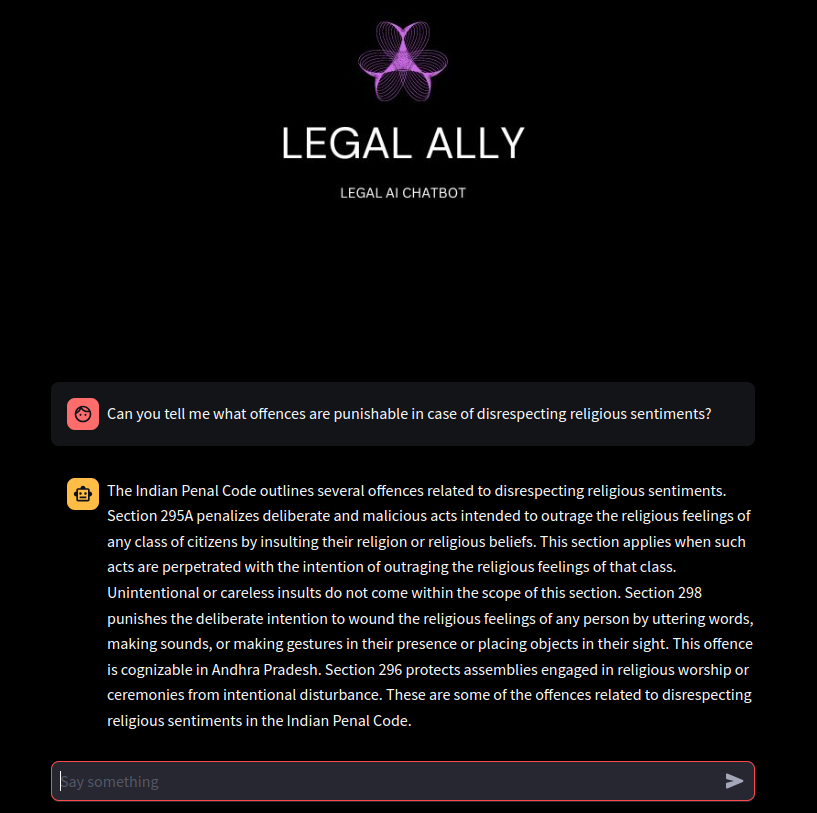 LEGAL ALLY
LEGAL AI CHATBOT
Can you tell me what offences are punishable in case of disrespecting religious sentiments?
The Indian Penal Code outlines several offences related to disrespecting religious sentiments.
Section 295A penalizes deliberate and malicious acts intended to outrage the religious feelings of
any class of citizens by insulting their religion or religious beliefs. This section applies when such
acts are perpetrated with the intention of outraging the religious feelings of that class.
Unintentional or careless insults do not come within the scope of this section. Section 298
punishes the deliberate intention to wound the religious feelings of any person by uttering words,
making sounds, or making gestures in their presence or placing objects in their sight. This offence
is cognizable in Andhra Pradesh. Section 296 protects assemblies engaged in religious worship or
ceremonies from intentional disturbance. These are some of the offences related to disrespecting
religious sentiments in the Indian Penal Code.
Say something